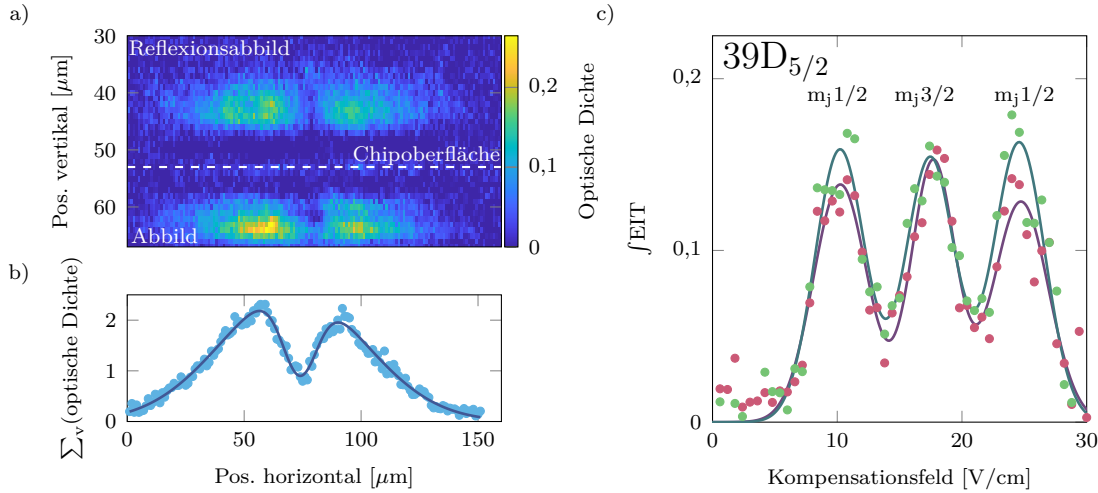 a)
30
40
50
60
Pos. vertikal [μm]
Reflexionsabbild
Chipoberfläche
Abbild
0,2
0,1
0
Optische Dichte
b)
2
1
0
∑v(optische Dichte)
0
50
100
150
Pos. horizontal [μm]
c)
39D5/2
mj1/2
mj3/2
mj1/2
0,2
0,1
0
∫EIT
0
10
20
30
Kompensationsfeld [V/cm]